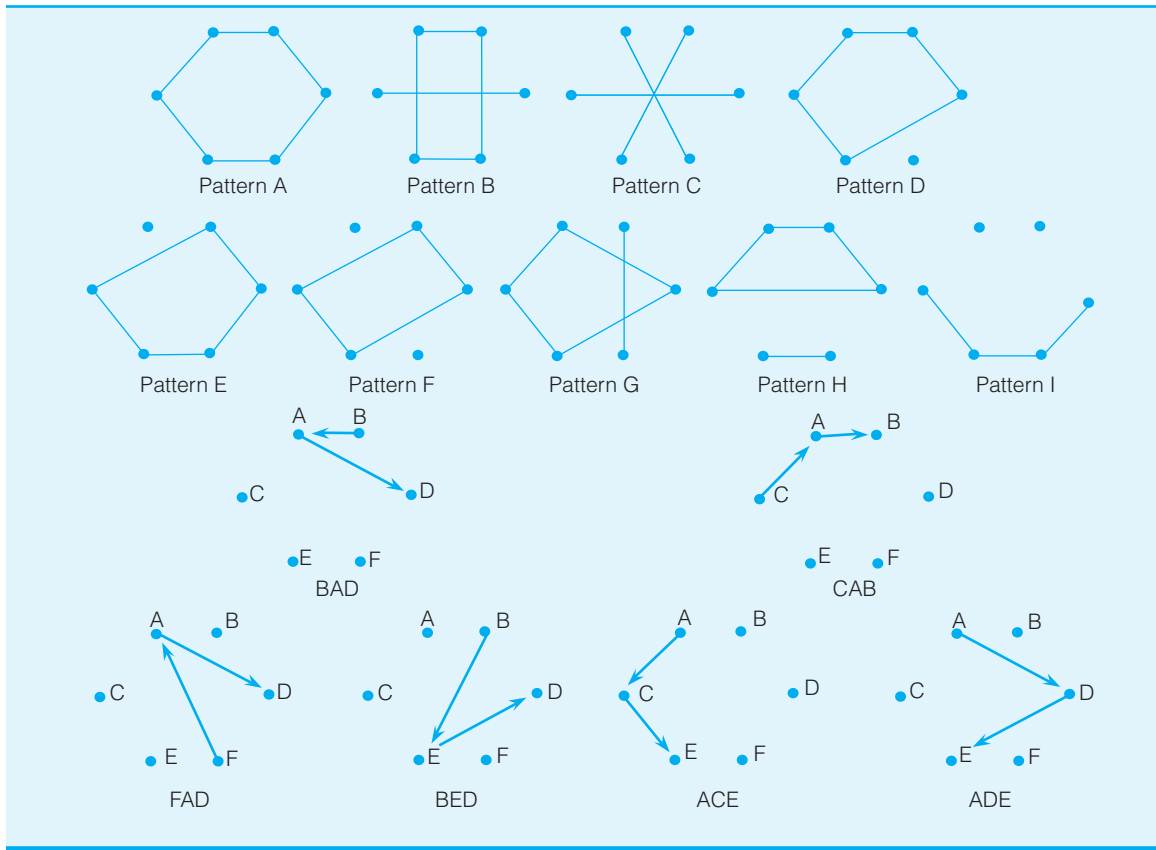 Pattern A Pattern B Pattern C Pattern D
Pattern E Pattern F Pattern G Pattern H Pattern I
A B
C D
E F
BAD
A B
C D
E F
CAB
A B
C D
E F
FAD
A B
C D
E F
BED
A B
C D
E F
ACE
A B
C D
E F
ADE